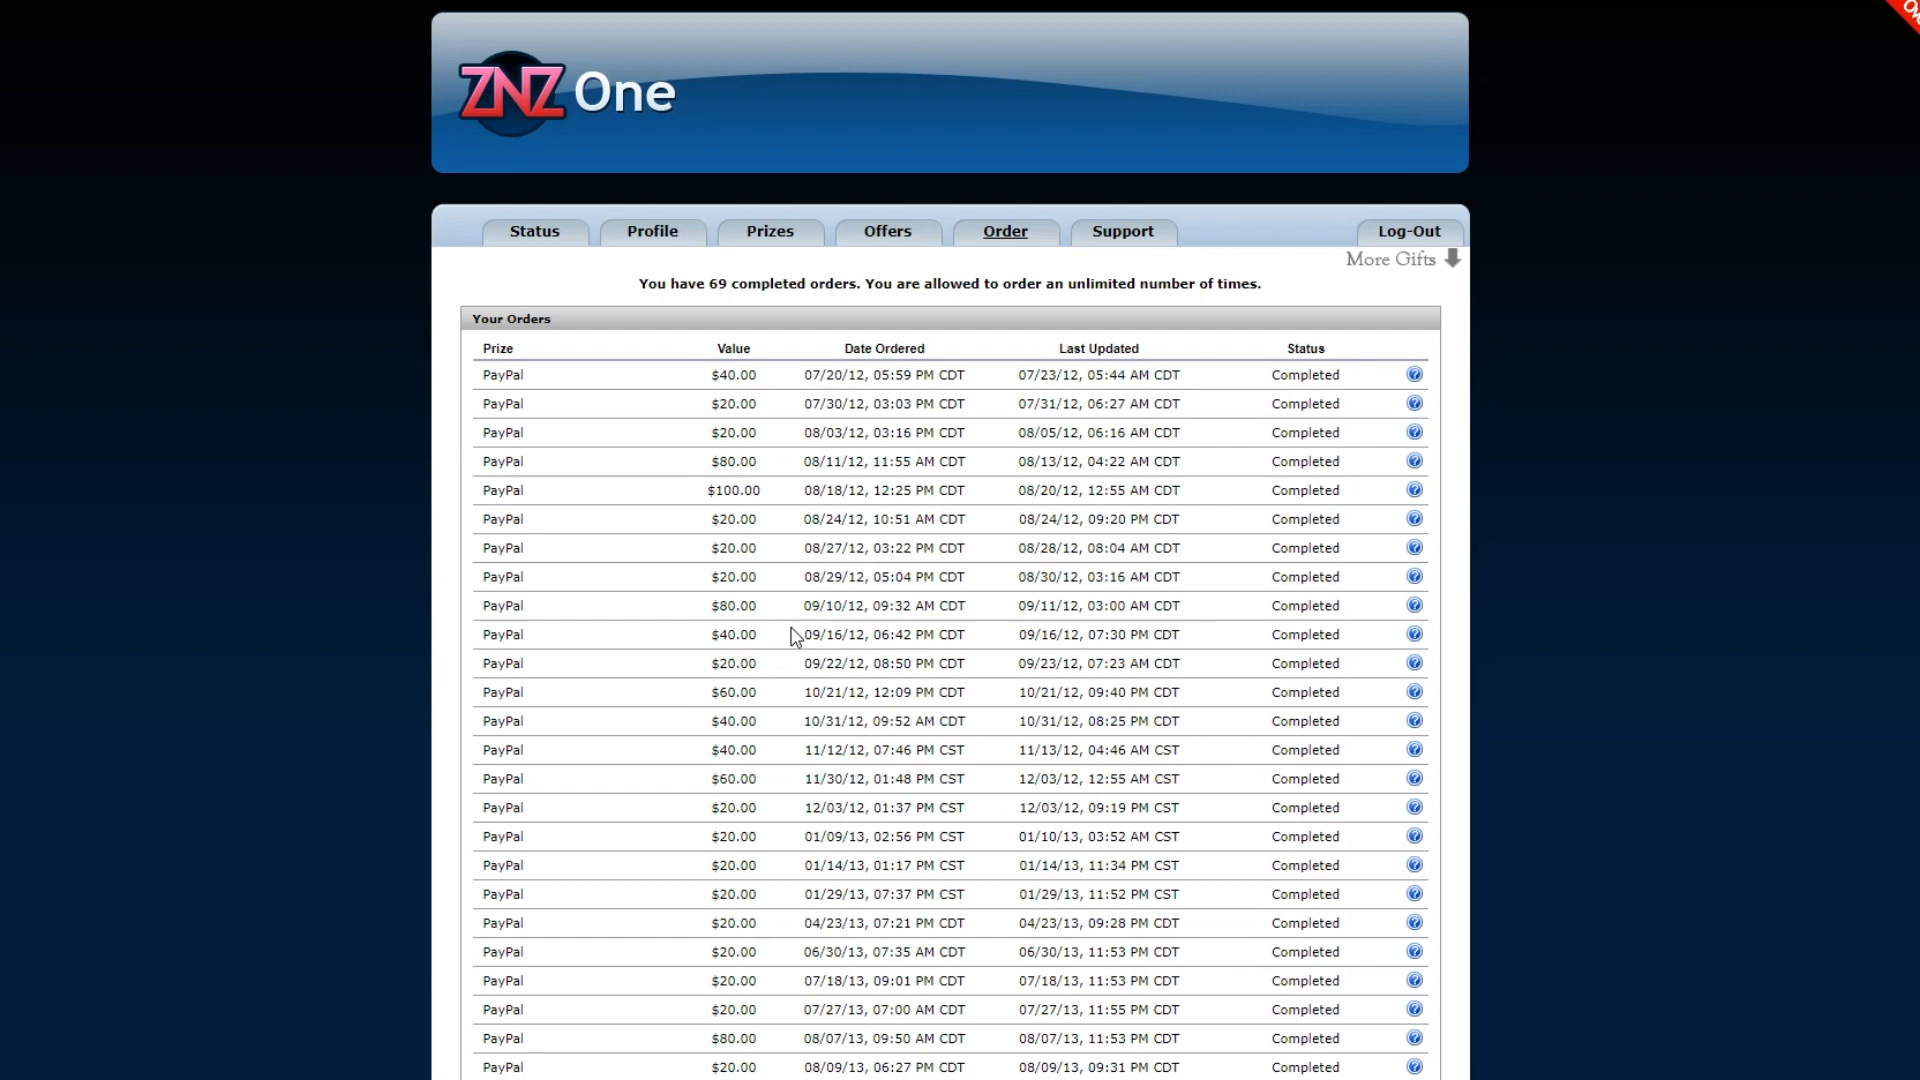 ZNZ One
Status Profile Prizes Offers Order Support Log-Out
More Gifts
You have 69 completed orders. You are allowed to order an unlimited number of times.
Your Orders
Prize Value Date Ordered Last Updated Status
PayPal $40.00 07/20/12, 05:59 PM CDT 07/23/12, 05:44 AM CDT Completed
PayPal $20.00 07/30/12, 03:03 PM CDT 07/31/12, 06:27 AM CDT Completed
PayPal $20.00 08/03/12, 03:16 PM CDT 08/05/12, 06:16 AM CDT Completed
PayPal $80.00 08/11/12, 11:55 AM CDT 08/13/12, 04:22 AM CDT Completed
PayPal $100.00 08/18/12, 12:25 PM CDT 08/20/12, 12:55 AM CDT Completed
PayPal $20.00 08/24/12, 10:51 AM CDT 08/24/12, 09:20 PM CDT Completed
PayPal $20.00 08/27/12, 03:22 PM CDT 08/28/12, 08:04 AM CDT Completed
PayPal $20.00 08/29/12, 05:04 PM CDT 08/30/12, 03:16 AM CDT Completed
PayPal $80.00 09/10/12, 09:32 AM CDT 09/11/12, 03:00 AM CDT Completed
PayPal $40.00 09/16/12, 06:42 PM CDT 09/16/12, 07:30 PM CDT Completed
PayPal $20.00 09/22/12, 08:50 PM CDT 09/23/12, 07:23 AM CDT Completed
PayPal $60.00 10/21/12, 12:09 PM CDT 10/21/12, 09:40 PM CDT Completed
PayPal $40.00 10/31/12, 09:52 AM CDT 10/31/12, 08:25 PM CDT Completed
PayPal $40.00 11/12/12, 07:46 PM CST 11/13/12, 04:46 AM CST Completed
PayPal $60.00 11/30/12, 01:48 PM CST 12/03/12, 12:55 AM CST Completed
PayPal $20.00 12/03/12, 01:37 PM CST 12/03/12, 09:19 PM CST Completed
PayPal $20.00 01/09/13, 02:56 PM CST 01/10/13, 03:52 AM CST Completed
PayPal $20.00 01/14/13, 01:17 PM CST 01/14/13, 11:34 PM CST Completed
PayPal $20.00 01/29/13, 07:37 PM CST 01/29/13, 11:52 PM CST Completed
PayPal $20.00 04/23/13, 07:21 PM CDT 04/23/13, 09:28 PM CDT Completed
PayPal $20.00 06/30/13, 07:35 AM CDT 06/30/13, 11:53 PM CDT Completed
PayPal $20.00 07/18/13, 09:01 PM CDT 07/18/13, 11:53 PM CDT Completed
PayPal $20.00 07/27/13, 07:00 AM CDT 07/27/13, 11:55 PM CDT Completed
PayPal $80.00 08/07/13, 09:50 AM CDT 08/07/13, 11:53 PM CDT Completed
PayPal $20.00 08/09/13, 06:27 PM CDT 08/09/13, 09:31 PM CDT Completed